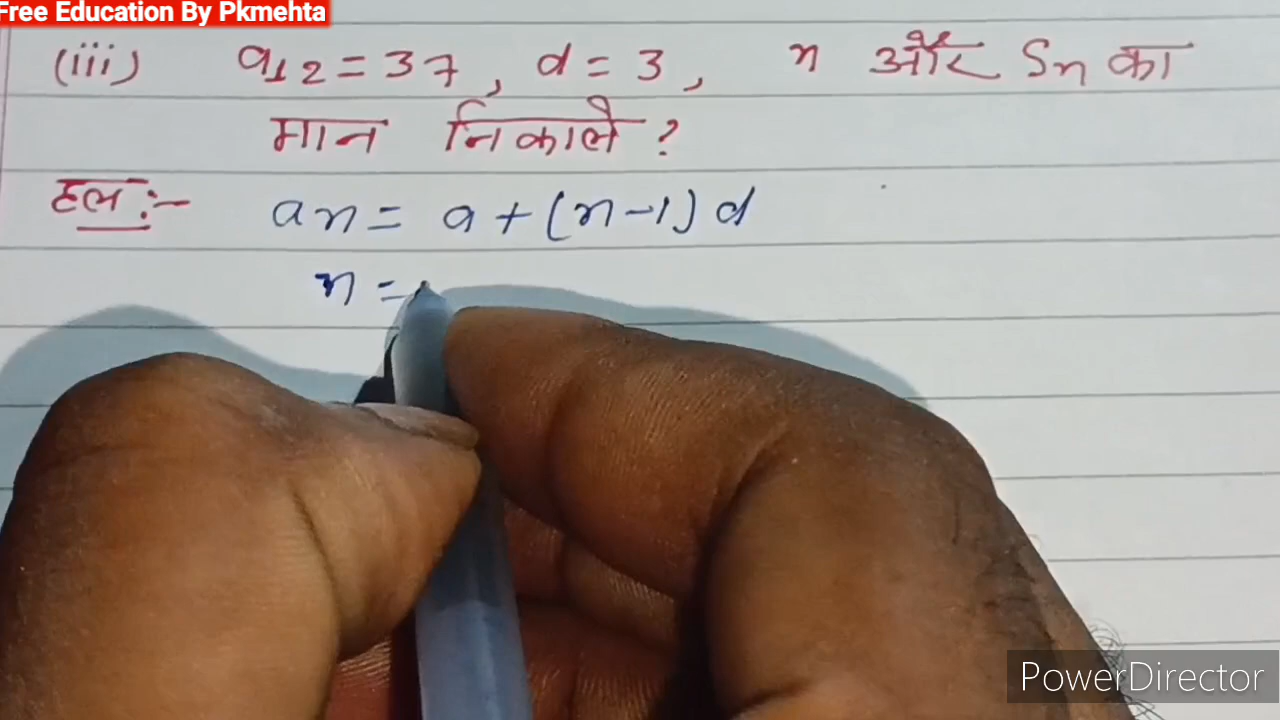 Free Education By Pkmehta
(iii) a12 = 37, d = 3, n और Sn का
मान निकाले ?
हल :-  an = a + (n-1) d
n =
PowerDirector